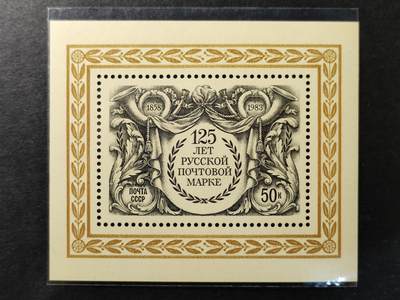 1858 1983
125
ЛЕТ
РУССКОЙ
ПОЧТОВОЙ
МАРКЕ
ПОЧТА
СССР
50к